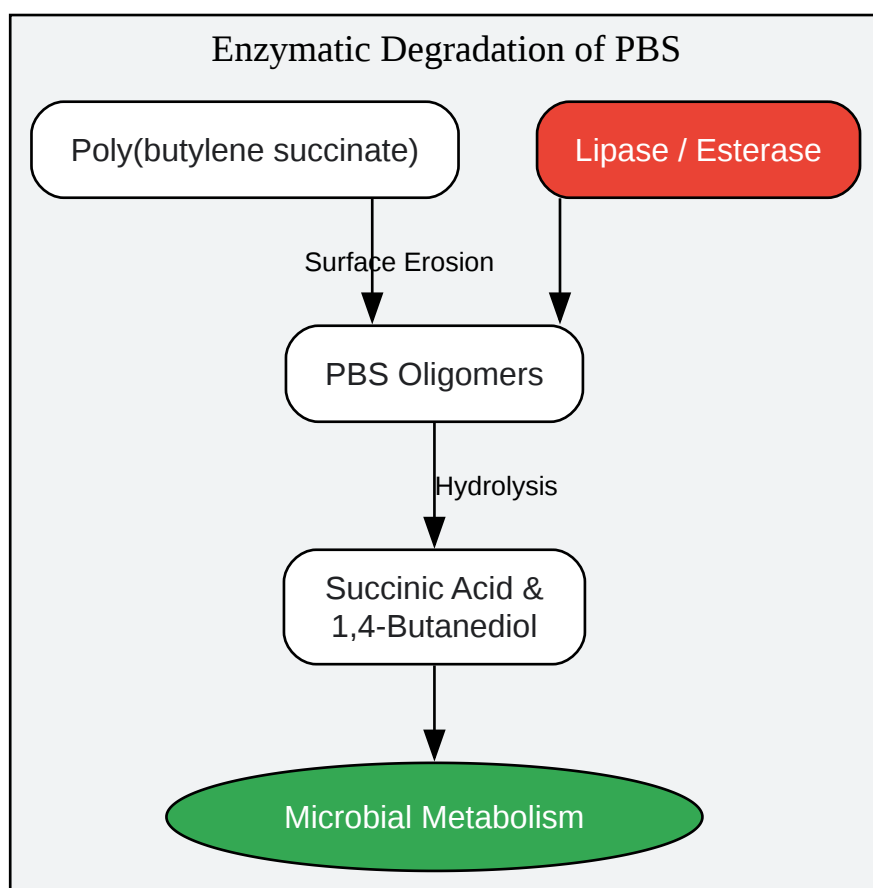 Enzymatic Degradation of PBS
Poly(butylene succinate)
Lipase / Esterase
Surface Erosion
PBS Oligomers
Hydrolysis
Succinic Acid &
1,4-Butanediol
Microbial Metabolism